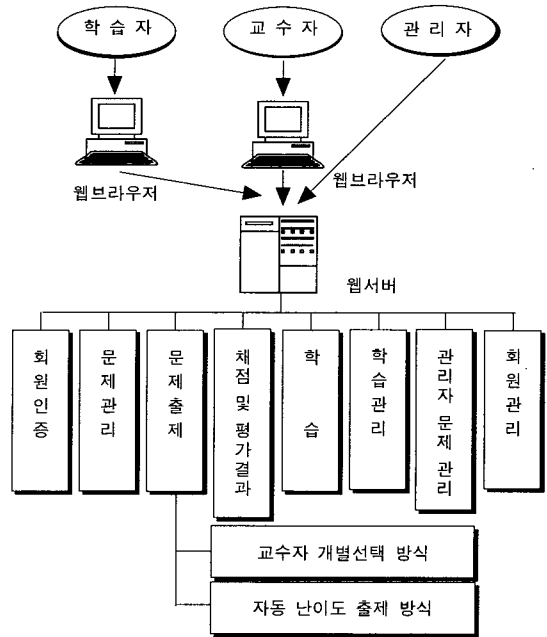 학 습 자
교 수 자
관 리 자
웹브라우저
웹브라우저
웹서버
회원인증
문제관리
문제출제
채점 및 평가결과
학 습
학습관리
관리자 문제 관리
회원관리
교수자 개별선택 방식
자동 난이도 출제 방식